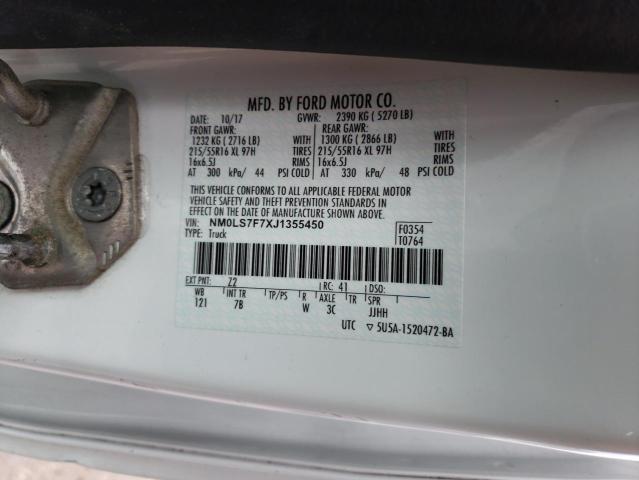 MFD. BY FORD MOTOR CO.
DATE: 10/17 GVWR: 2390 KG ( 5270 LB)
FRONT GAWR: REAR GAWR:
1232 KG ( 2716 LB) WITH 1300 KG ( 2866 LB) WITH
215/55R16 XL 97H TIRES 215/55R16 XL 97H TIRES
16x6.5J RIMS 16x6.5J RIMS
AT 300 kPa/ 44 PSI COLD AT 330 kPa/ 48 PSI COLD
THIS VEHICLE CONFORMS TO ALL APPLICABLE FEDERAL MOTOR
VEHICLE SAFETY AND THEFT PREVENTION STANDARDS IN
EFFECT ON THE DATE OF MANUFACTURE SHOWN ABOVE.
VIN: NM0LS7F7XJ1355450 F0354
TYPE: Truck T0764
EXT PNT: Z2 RC: 41 DSO:
WB INT TR TP/PS R AXLE TR SPR
121 7B W 3C JJHH
UTC ▽ 5U5A-1520472-BA